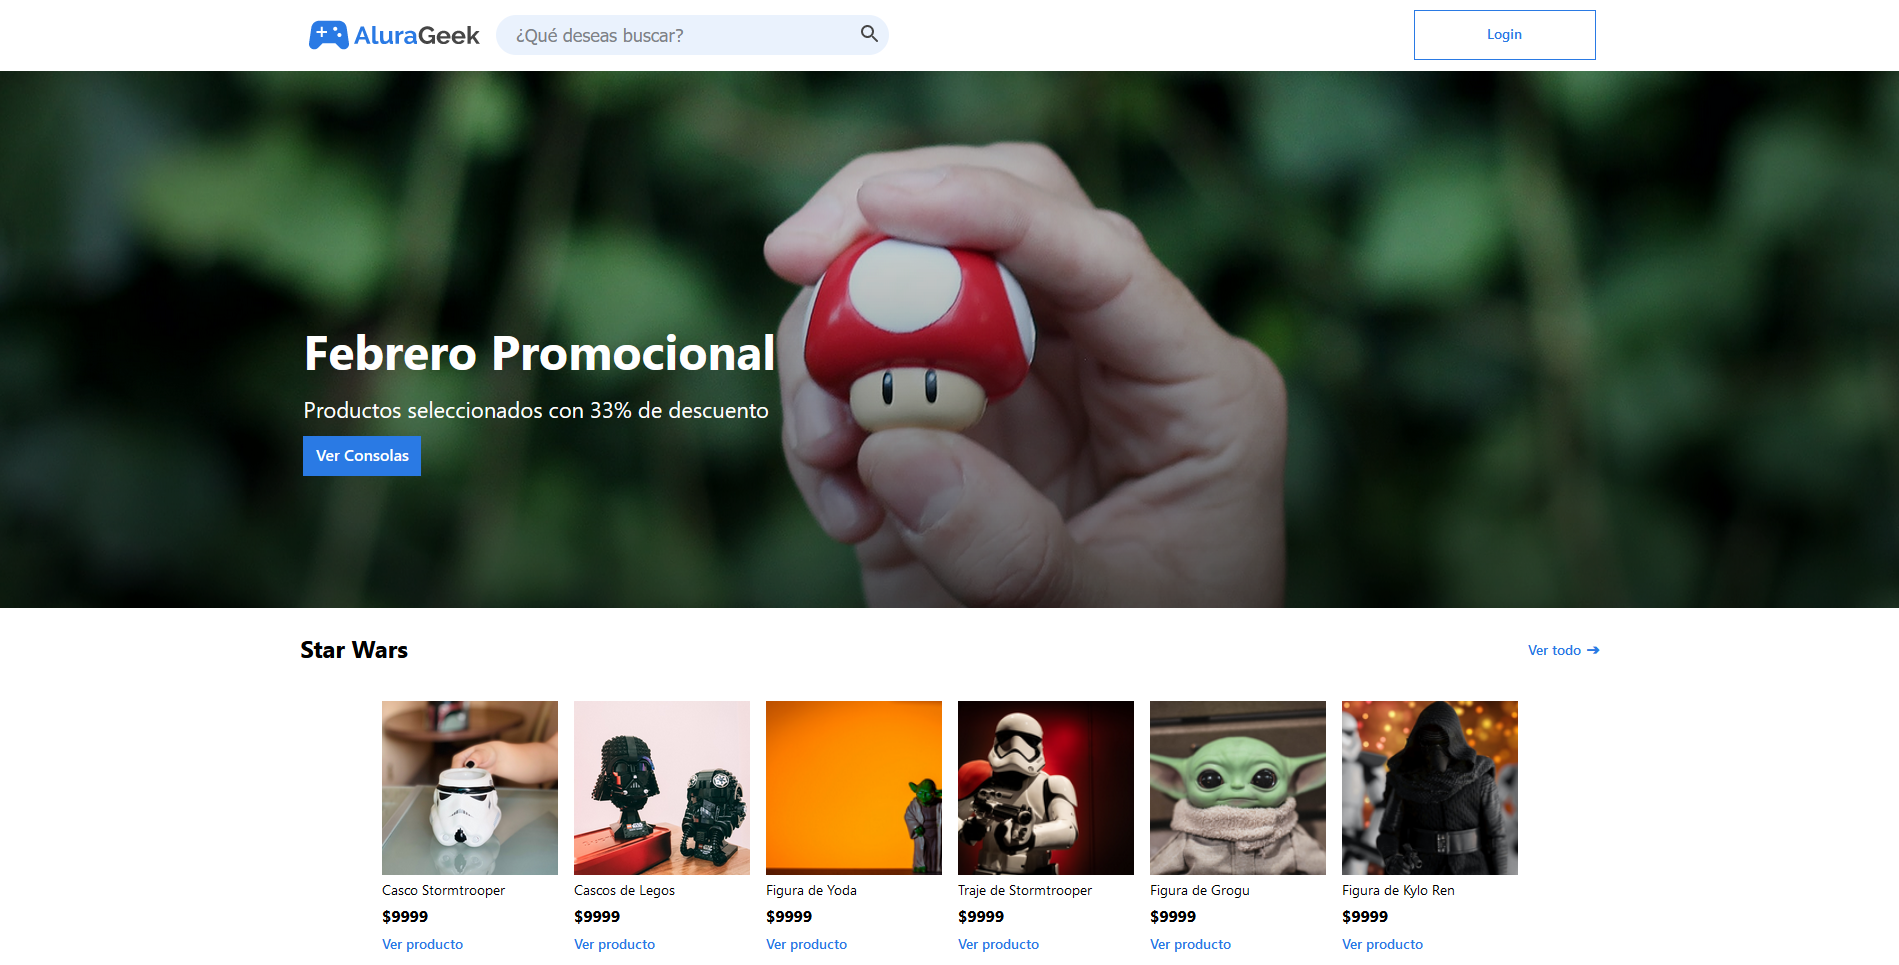 AluraGeek
¿Qué deseas buscar?
Login
Febrero Promocional
Productos seleccionados con 33% de descuento
Ver Consolas
Star Wars
Ver todo ➔
Casco Stormtrooper
$9999
Ver producto
Cascos de Legos
$9999
Ver producto
Figura de Yoda
$9999
Ver producto
Traje de Stormtrooper
$9999
Ver producto
Figura de Grogu
$9999
Ver producto
Figura de Kylo Ren
$9999
Ver producto